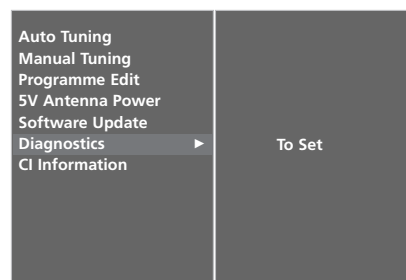 Auto Tuning
Manual Tuning
Programme Edit
5V Antenna Power
Software Update
Diagnostics ►
To Set
CI Information